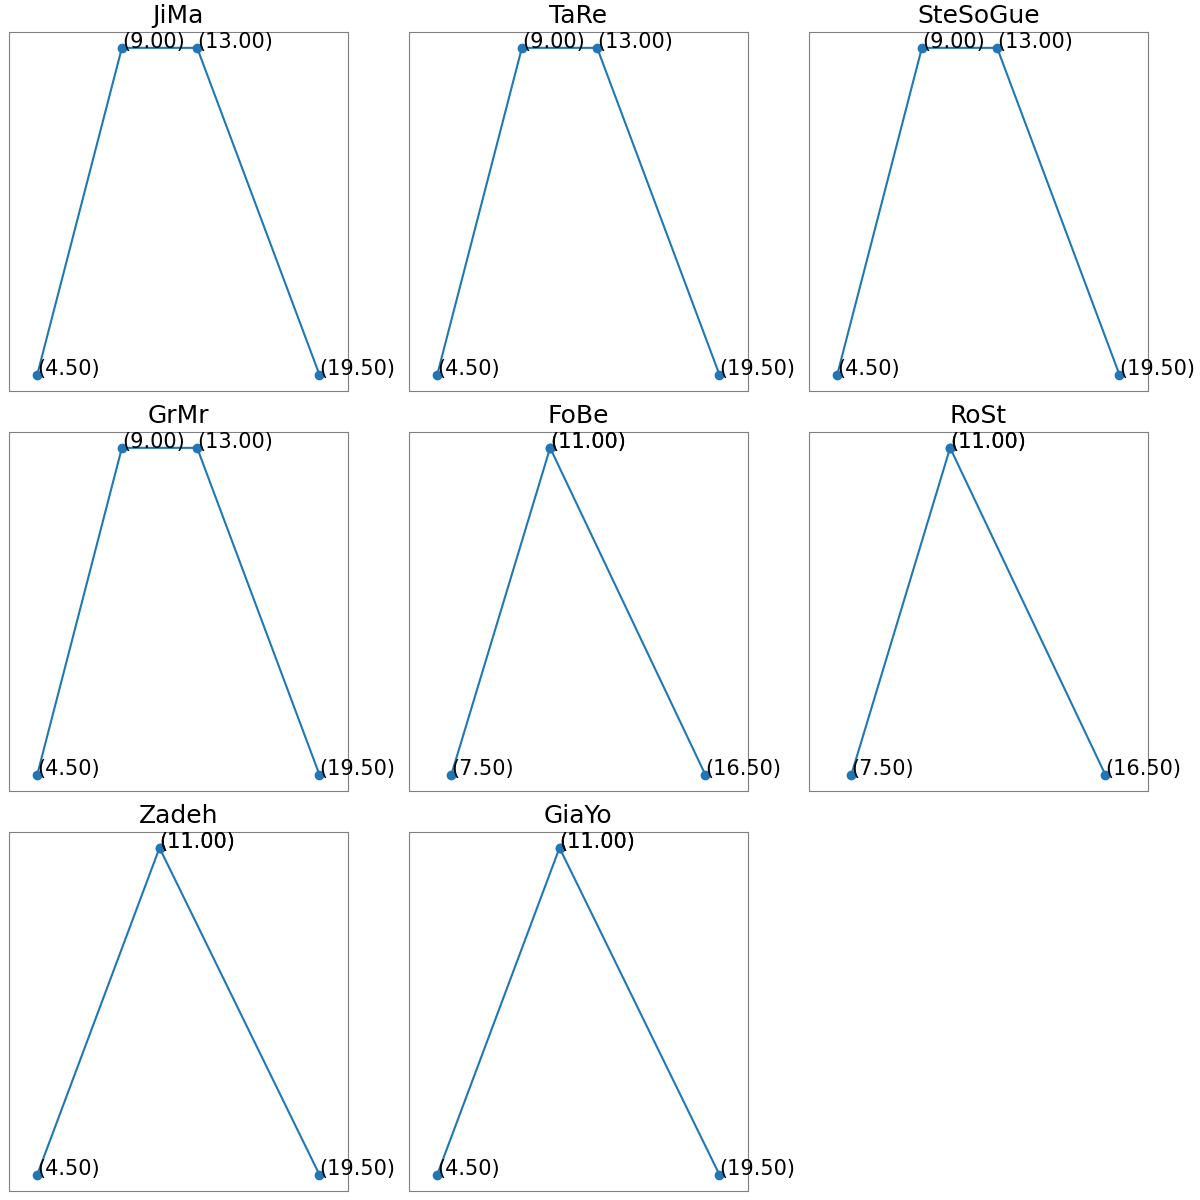 JiMa
TaRe
SteSoGue
(9.00) (13.00)
(9.00) (13.00)
(9.00) (13.00)
(4.50) (19.50)
(4.50) (19.50)
(4.50) (19.50)
GrMr
FoBe
RoSt
(9.00) (13.00)
(11.00)
(11.00)
(4.50) (19.50)
(7.50) (16.50)
(7.50) (16.50)
Zadeh
GiaYo
(11.00)
(11.00)
(4.50) (19.50)
(4.50) (19.50)